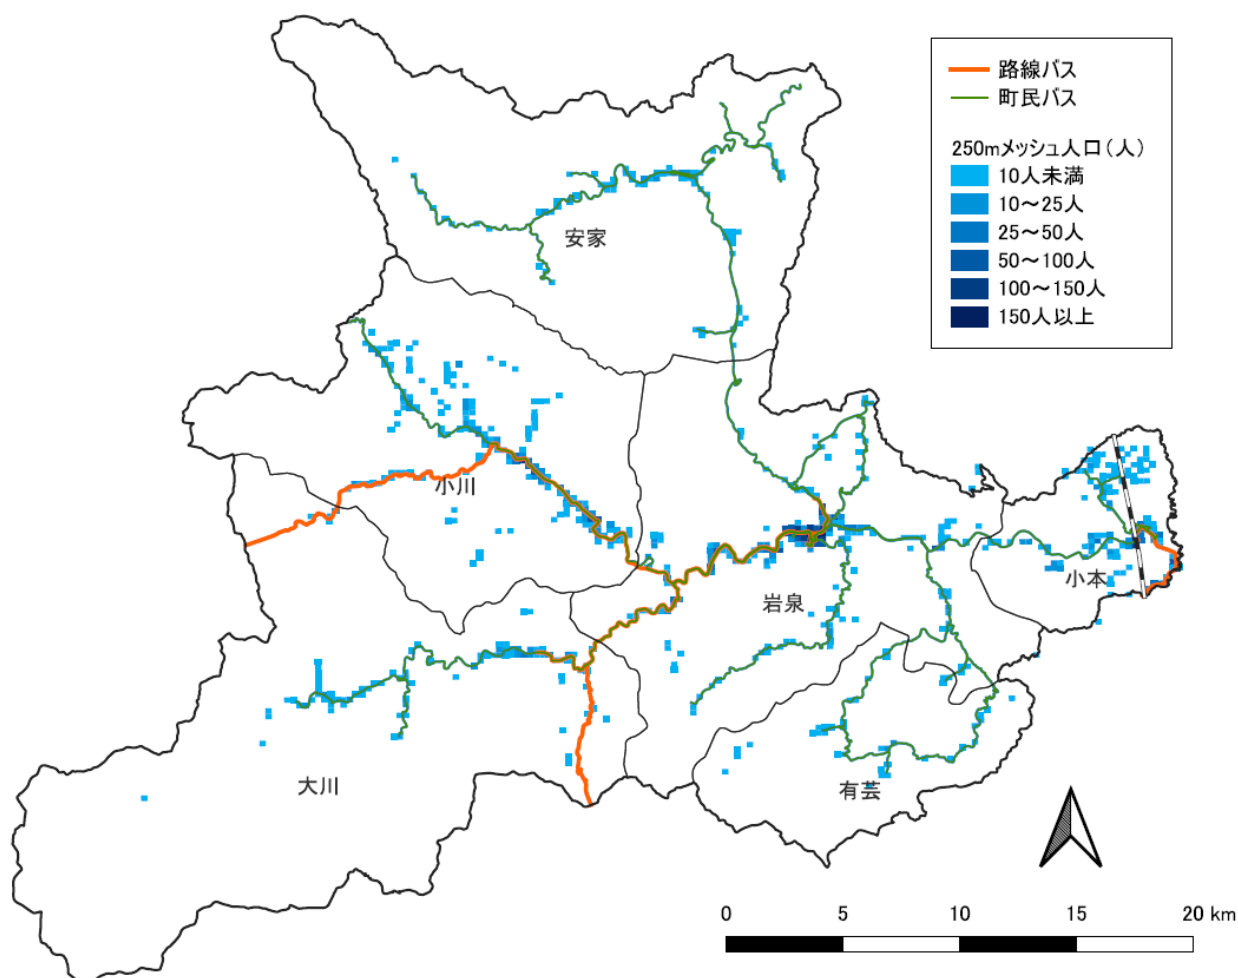 路線バス
町民バス
250mメッシュ人口(人)
10人未満
10~25人
25~50人
50~100人
100~150人
150人以上
安家
小川
岩泉
小本
大川
有芸
0 5 10 15 20 km